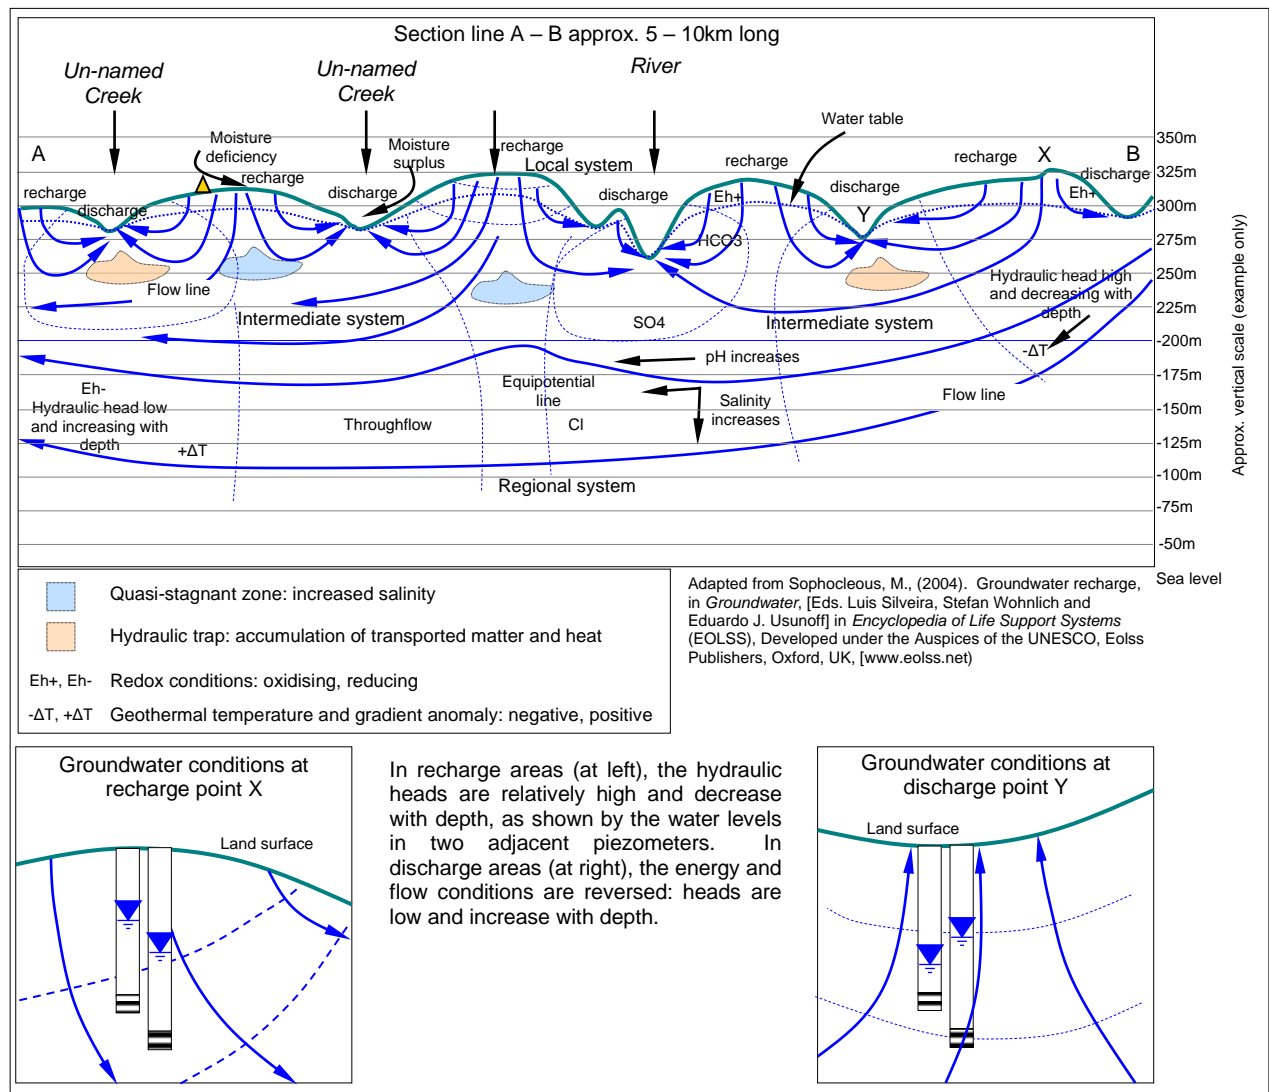 Section line A – B approx. 5 – 10km long
Un-named
Creek
Un-named
Creek
River
Water table
Moisture
deficiency
Moisture
surplus
recharge
Local system
A
recharge
discharge
recharge
discharge
discharge
recharge
Eh+
HCO3
discharge
Y
recharge
X
B
discharge
Eh+
350m
325m
300m
275m
250m
225m
-200m
-175m
-150m
-125m
-100m
-75m
-50m
Sea level
Approx. vertical scale (example only)
Flow line
Intermediate system
SO4
Intermediate system
Hydraulic head high
and decreasing with
depth
-ΔT
pH increases
Eh-
Hydraulic head low
and increasing with
depth
+ΔT
Throughflow
Equipotential
line
Cl
Salinity
increases
Flow line
Regional system
Quasi-stagnant zone: increased salinity
Hydraulic trap: accumulation of transported matter and heat
Eh+, Eh- Redox conditions: oxidising, reducing
-ΔT, +ΔT Geothermal temperature and gradient anomaly: negative, positive
Adapted from Sophocleous, M., (2004). Groundwater recharge,
in Groundwater, [Eds. Luis Silveira, Stefan Wohnlich and
Eduardo J. Usunoff] in Encyclopedia of Life Support Systems
(EOLSS), Developed under the Auspices of the UNESCO, Eolss
Publishers, Oxford, UK, [www.eolss.net)
Groundwater conditions at
recharge point X
Land surface
In recharge areas (at left), the hydraulic
heads are relatively high and decrease
with depth, as shown by the water levels
in two adjacent piezometers. In
discharge areas (at right), the energy and
flow conditions are reversed: heads are
low and increase with depth.
Groundwater conditions at
discharge point Y
Land surface